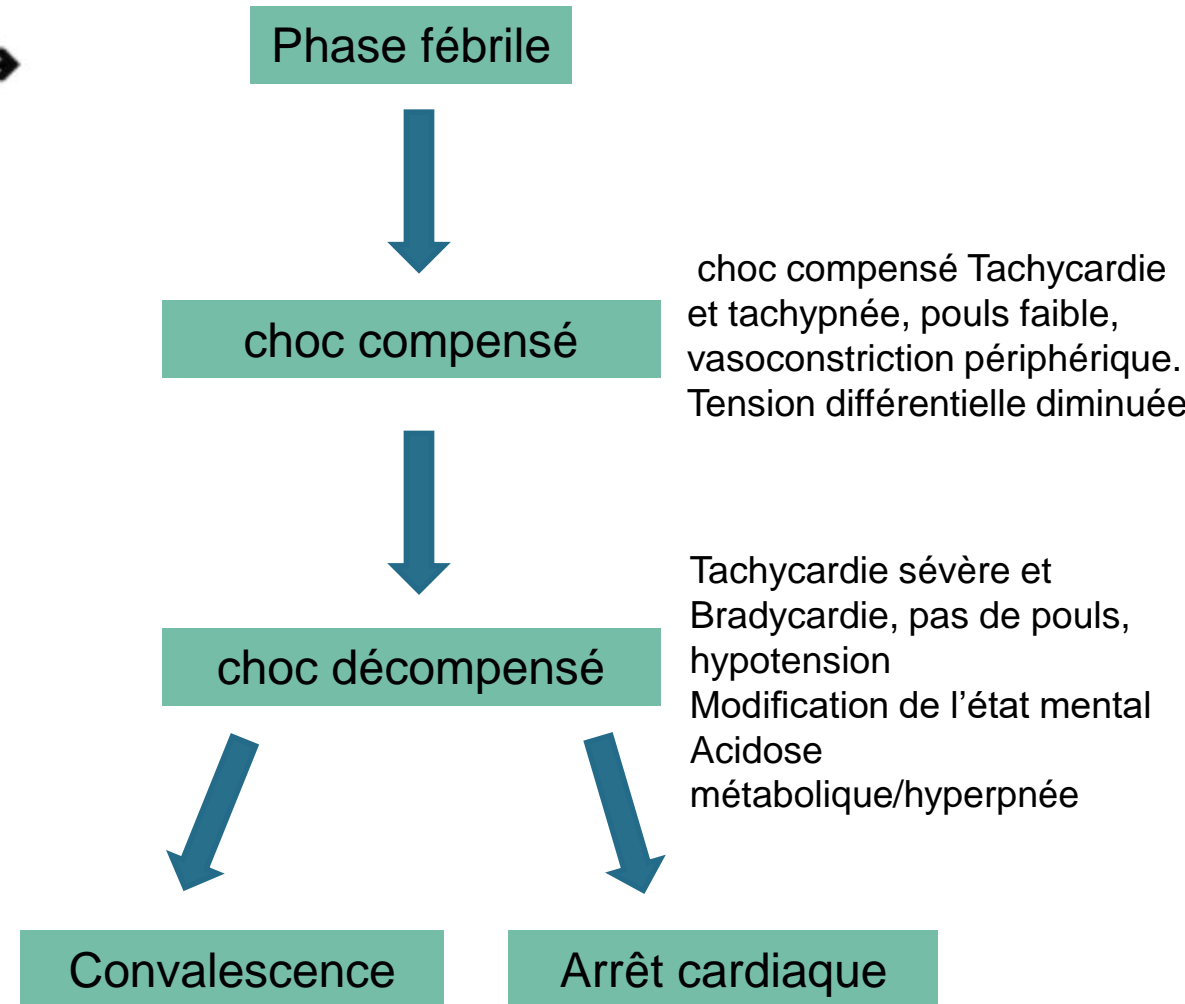 Phase fébrile
choc compensé
choc compensé Tachycardie
et tachypnée, pouls faible,
vasoconstriction périphérique.
Tension différentielle diminuée
choc décompensé
Tachycardie sévère et
Bradycardie, pas de pouls,
hypotension
Modification de l’état mental
Acidose
métabolique/hyperpnée
Convalescence
Arrêt cardiaque